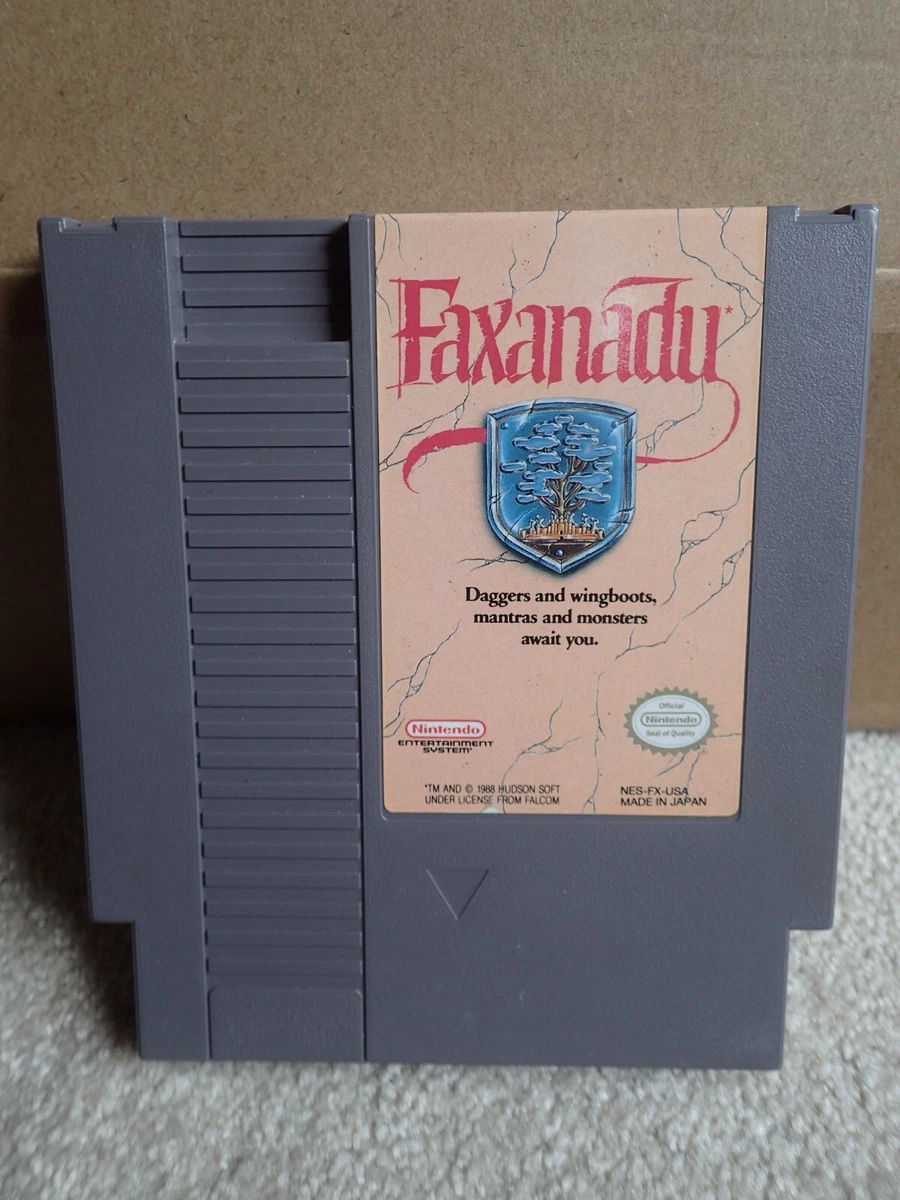 Faxanadu*
Daggers and wingboots,
mantras and monsters
await you.
Nintendo
ENTERTAINMENT
SYSTEM®
Official
Nintendo
Seal of Quality
*TM AND © 1988 HUDSON SOFT
UNDER LICENSE FROM FALCOM
NES-FX-USA
MADE IN JAPAN